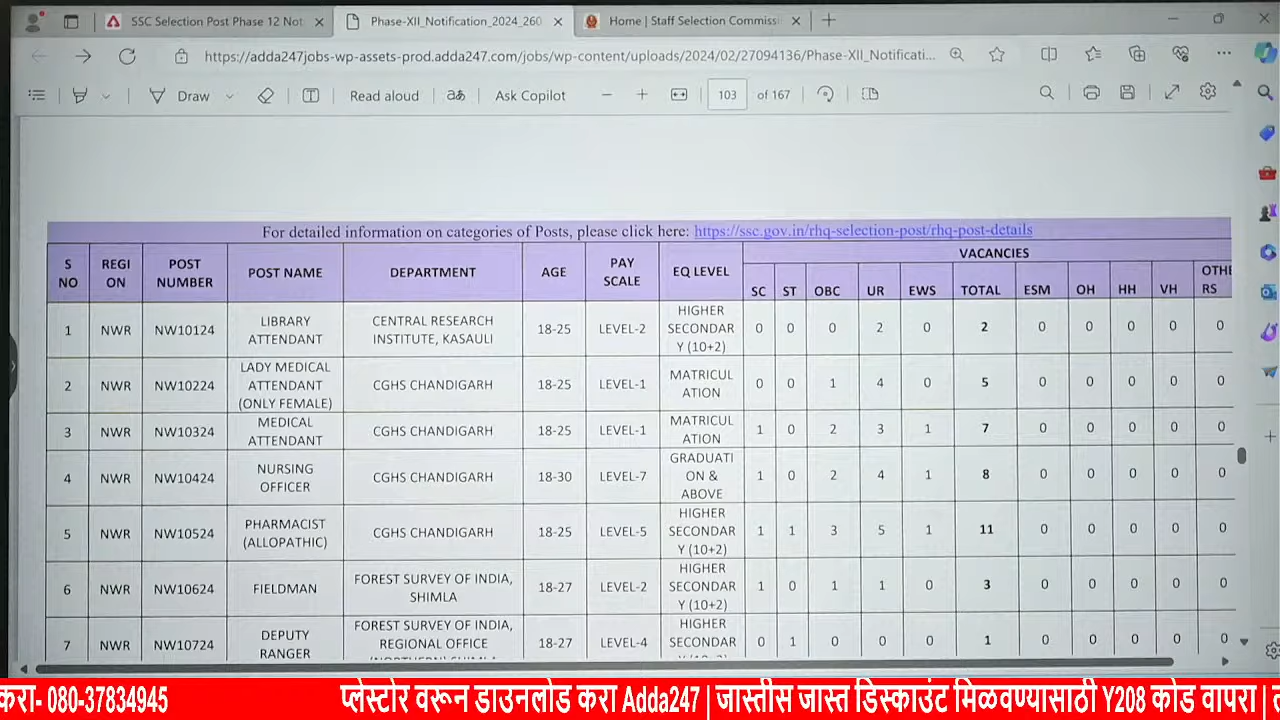 SSC Selection Post Phase 12 Not
Phase-XII_Notification_2024_260
Home | Staff Selection Commissi
https://adda247jobs-wp-assets-prod.adda247.com/jobs/wp-content/uploads/2024/02/27094136/Phase-XII_Notificati...
Draw
Read aloud
Ask Copilot
103 of 167
For detailed information on categories of Posts, please click here: https://ssc.gov.in/rhq-selection-post/rhq-post-details
S NO REGI ON POST NUMBER POST NAME DEPARTMENT AGE PAY SCALE EQ LEVEL VACANCIES
SC ST OBC UR EWS TOTAL ESM OH HH VH OTHE RS
1 NWR NW10124 LIBRARY ATTENDANT CENTRAL RESEARCH INSTITUTE, KASAULI 18-25 LEVEL-2 HIGHER SECONDAR Y (10+2) 0 0 0 2 0 2 0 0 0 0 0
2 NWR NW10224 LADY MEDICAL ATTENDANT (ONLY FEMALE) CGHS CHANDIGARH 18-25 LEVEL-1 MATRICUL ATION 0 0 1 4 0 5 0 0 0 0 0
3 NWR NW10324 MEDICAL ATTENDANT CGHS CHANDIGARH 18-25 LEVEL-1 MATRICUL ATION 1 0 2 3 1 7 0 0 0 0 0
4 NWR NW10424 NURSING OFFICER CGHS CHANDIGARH 18-30 LEVEL-7 GRADUATI ON & ABOVE 1 0 2 4 1 8 0 0 0 0 0
5 NWR NW10524 PHARMACIST (ALLOPATHIC) CGHS CHANDIGARH 18-25 LEVEL-5 HIGHER SECONDAR Y (10+2) 1 1 3 5 1 11 0 0 0 0 0
6 NWR NW10624 FIELDMAN FOREST SURVEY OF INDIA, SHIMLA 18-27 LEVEL-2 HIGHER SECONDAR Y (10+2) 1 0 1 1 0 3 0 0 0 0 0
7 NWR NW10724 DEPUTY RANGER FOREST SURVEY OF INDIA, REGIONAL OFFICE 18-27 LEVEL-4 HIGHER SECONDAR 0 1 0 0 0 1 0 0 0 0 0
करा- 080-37834945 प्लेस्टोर वरून डाउनलोड करा Adda247 | जास्तीस जास्त डिस्काउंट मिळवण्यासाठी Y208 कोड वापरा |